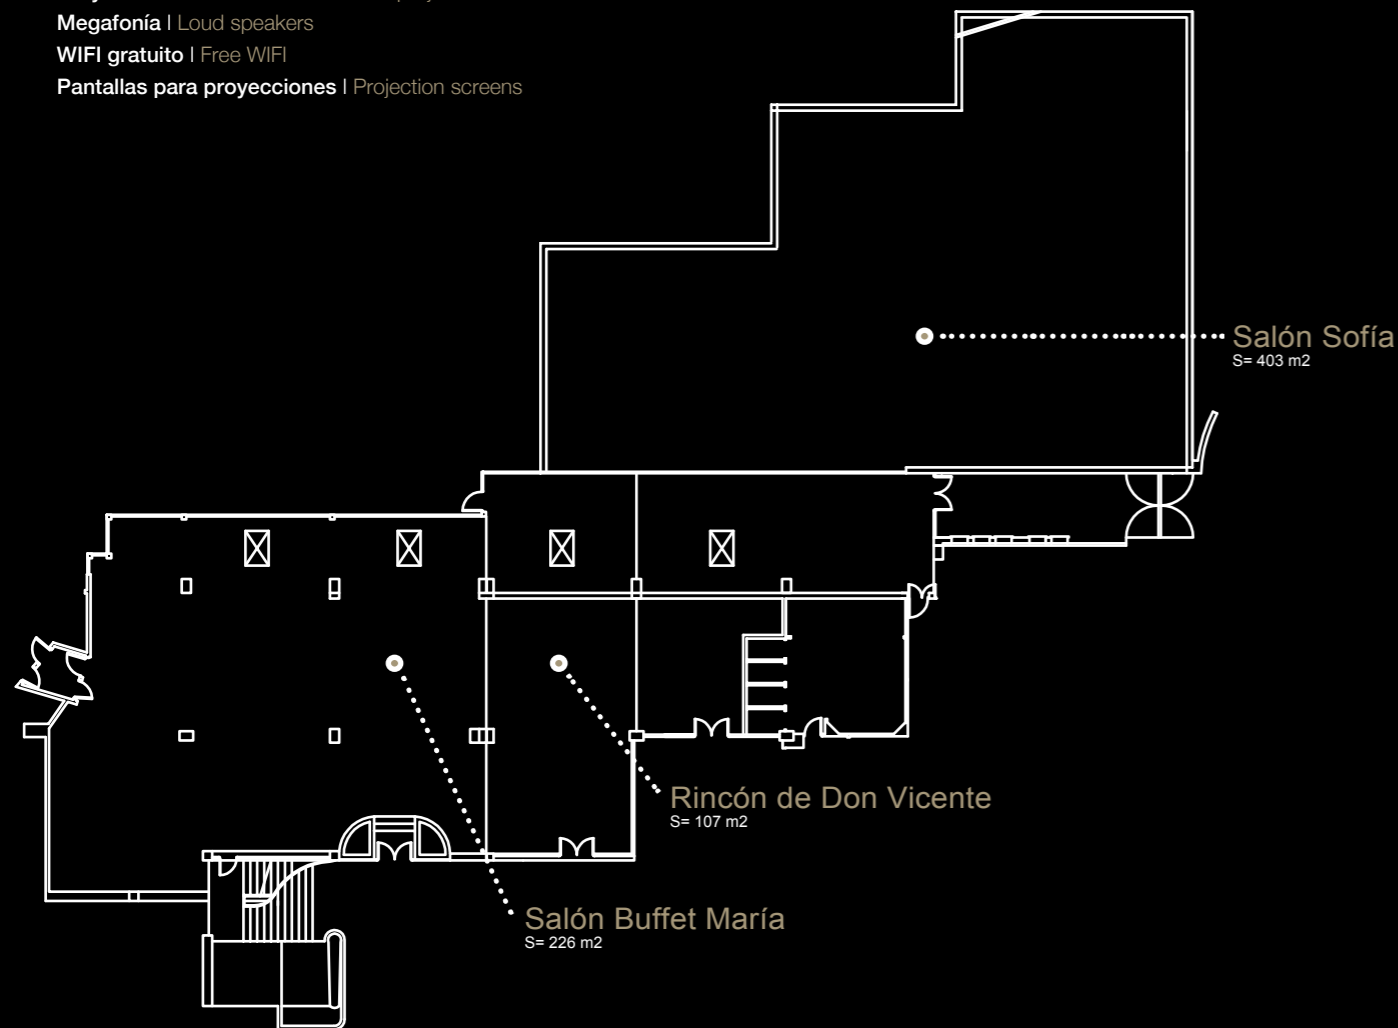 Megafonía | Loud speakers
WIFI gratuito | Free WIFI
Pantallas para proyecciones | Projection screens
Salón Sofía
S= 403 m2
Rincón de Don Vicente
S= 107 m2
Salón Buffet María
S= 226 m2